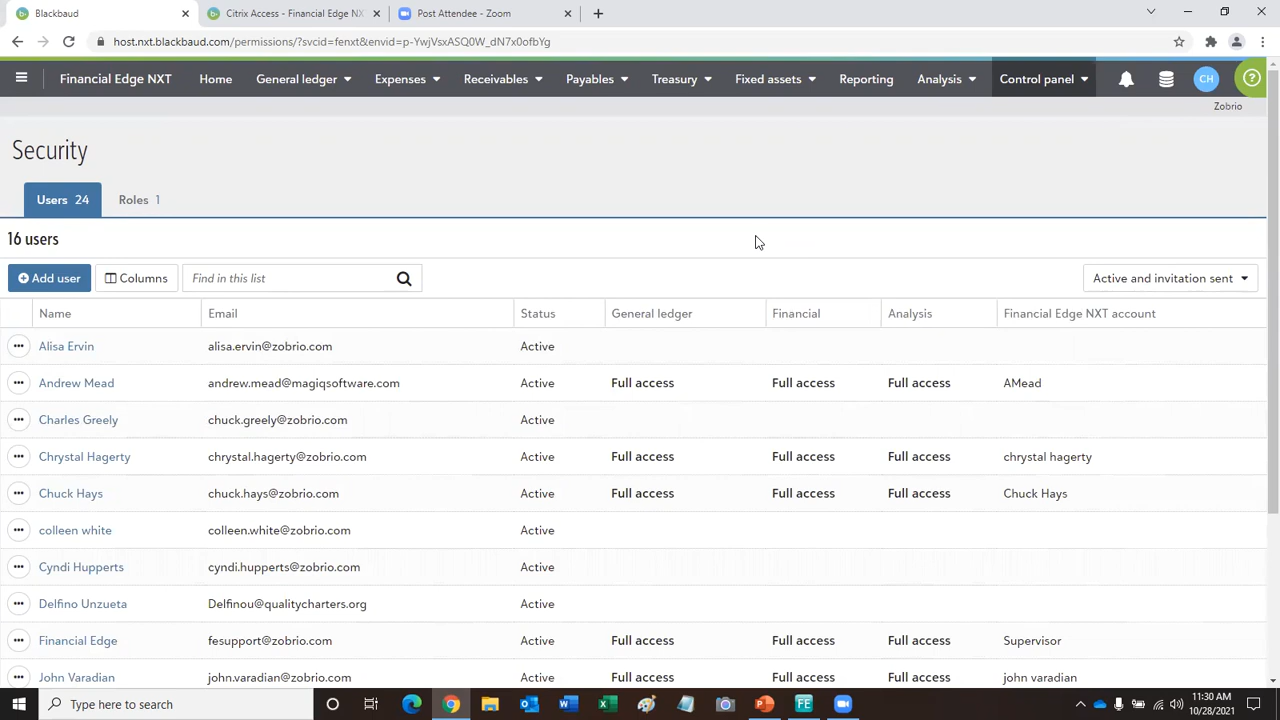 Blackbaud
Citrix Access - Financial Edge NXT
Post Attendee - Zoom
host.nxt.blackbaud.com/permissions/?svcid=fenxt&envid=p-YwjVsxASQ0W_dN7x0ofbYg
Financial Edge NXT Home General ledger Expenses Receivables Payables Treasury Fixed assets Reporting Analysis Control panel CH ?
Zobrio
Security
Users 24 Roles 1
16 users
Add user Columns Find in this list Active and invitation sent
Name Email Status General ledger Financial Analysis Financial Edge NXT account
Alisa Ervin alisa.ervin@zobrio.com Active
Andrew Mead andrew.mead@magiqsoftware.com Active Full access Full access Full access AMead
Charles Greely chuck.greely@zobrio.com Active
Chrystal Hagerty chrystal.hagerty@zobrio.com Active Full access Full access Full access chrystal hagerty
Chuck Hays chuck.hays@zobrio.com Active Full access Full access Full access Chuck Hays
colleen white colleen.white@zobrio.com Active
Cyndi Hupperts cyndi.hupperts@zobrio.com Active
Delfino Unzueta Delfinou@qualitycharters.org Active
Financial Edge fesupport@zobrio.com Active Full access Full access Full access Supervisor
John Varadian john.varadian@zobrio.com Active Full access Full access Full access john varadian
Type here to search
FE
11:30 AM
10/28/2021